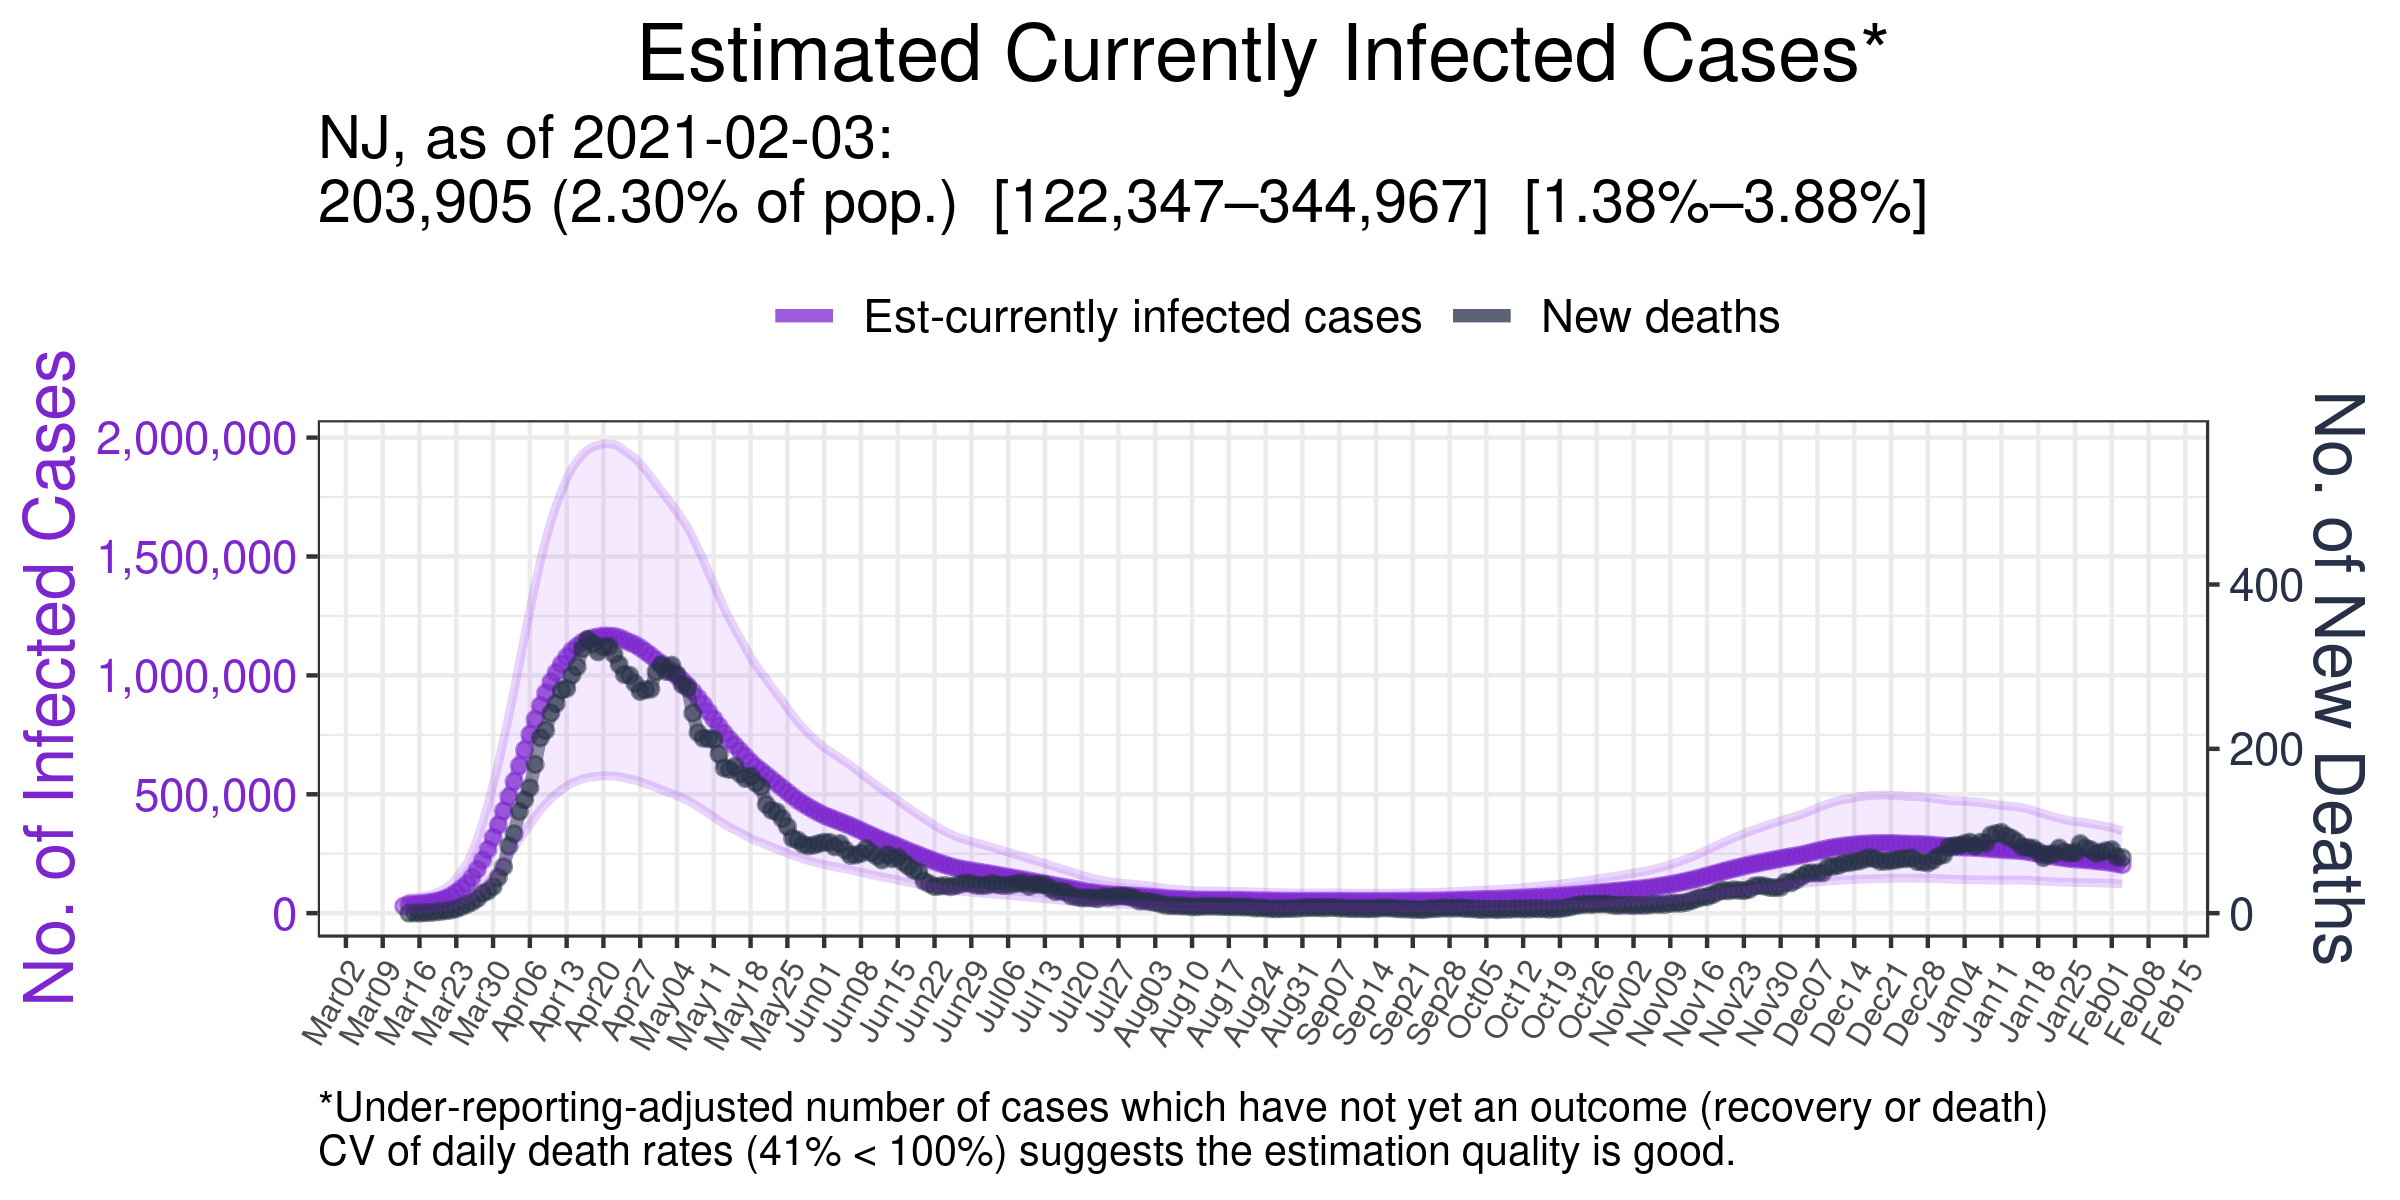 Estimated Currently Infected Cases*
NJ, as of 2021-02-03:
203,905 (2.30% of pop.) [122,347–344,967] [1.38%–3.88%]
Est-currently infected cases
New deaths
No. of Infected Cases
2,000,000
1,500,000
1,000,000
500,000
0
400
200
0
No. of New Deaths
Mar02
Mar09
Mar16
Mar23
Mar30
Apr06
Apr13
Apr20
Apr27
May04
May11
May18
May25
Jun01
Jun08
Jun15
Jun22
Jun29
Jul06
Jul13
Jul20
Jul27
Aug03
Aug10
Aug17
Aug24
Aug31
Sep07
Sep14
Sep21
Sep28
Oct05
Oct12
Oct19
Oct26
Nov02
Nov09
Nov16
Nov23
Nov30
Dec07
Dec14
Dec21
Dec28
Jan04
Jan11
Jan18
Jan25
Feb01
Feb08
Feb15
*Under-reporting-adjusted number of cases which have not yet an outcome (recovery or death)
CV of daily death rates (41% < 100%) suggests the estimation quality is good.